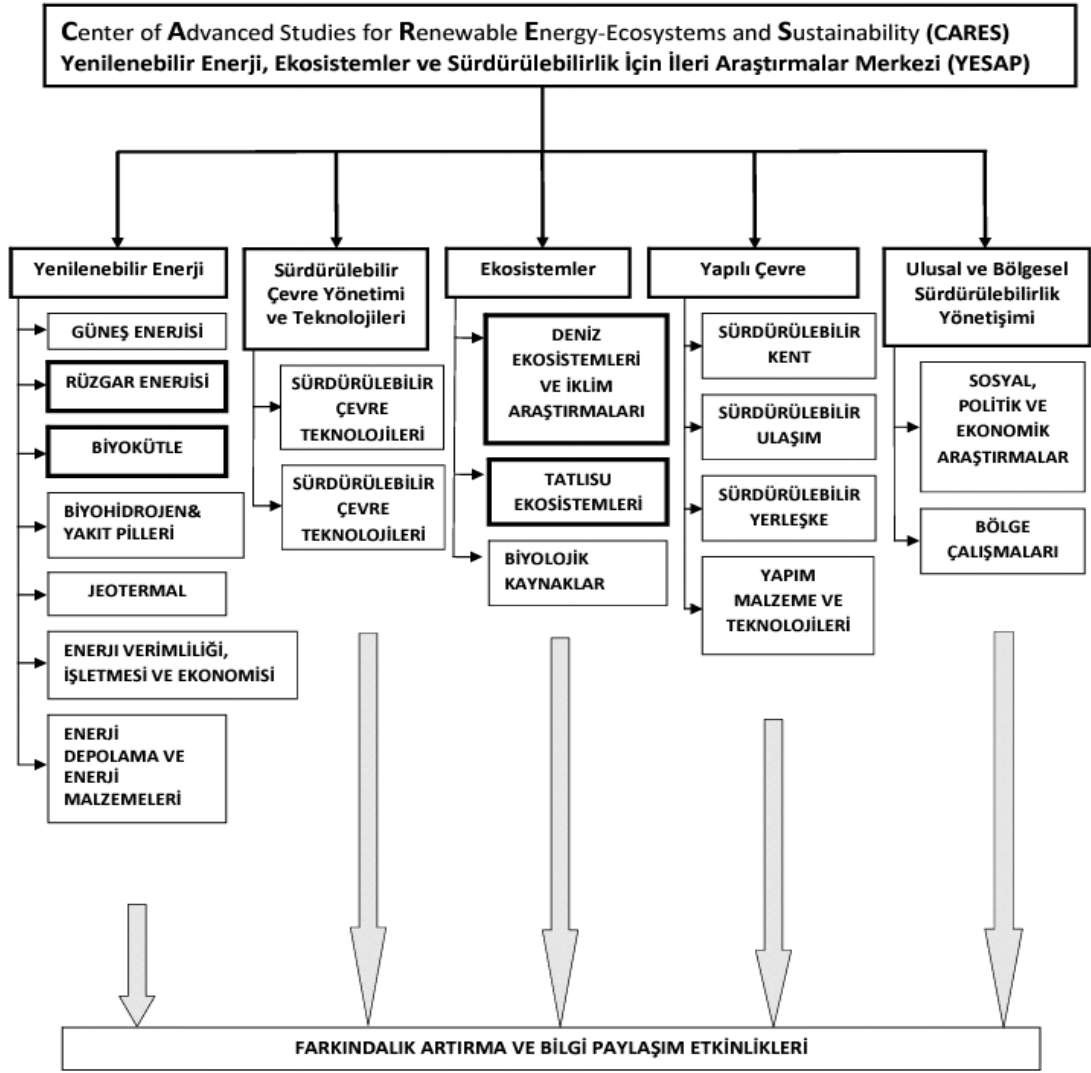 Center of Advanced Studies for Renewable Energy-Ecosystems and Sustainability (CARES)
Yenilenebilir Enerji, Ekosistemler ve Sürdürülebilirlik İçin İleri Araştırmalar Merkezi (YESAP)
Yenilenebilir Enerji
GÜNEŞ ENERJİSİ
RÜZGAR ENERJİSİ
BİYOKÜTLE
BİYOHİDROJEN&
YAKIT PİLLERİ
JEOTERMAL
ENERJI VERİMLİLİĞİ,
İŞLETMESİ VE EKONOMİSİ
ENERJİ
DEPOLAMA VE
ENERJİ
MALZEMELERİ
Sürdürülebilir
Çevre Yönetimi
ve Teknolojileri
SÜRDÜRÜLEBİLİR
ÇEVRE
TEKNOLOJİLERİ
SÜRDÜRÜLEBİLİR
ÇEVRE
TEKNOLOJİLERİ
Ekosistemler
DENİZ
EKOSİSTEMLERİ
VE İKLİM
ARAŞTIRMALARI
TATLISU
EKOSİSTEMLERİ
BİYOLOJİK
KAYNAKLAR
Yapılı Çevre
SÜRDÜRÜLEBİLİR
KENT
SÜRDÜRÜLEBİLİR
ULAŞIM
SÜRDÜRÜLEBİLİR
YERLEŞKE
YAPIM
MALZEME VE
TEKNOLOJİLERİ
Ulusal ve Bölgesel
Sürdürülebilirlik
Yönetişimi
SOSYAL,
POLİTİK VE
EKONOMİK
ARAŞTIRMALAR
BÖLGE
ÇALIŞMALARI
FARKINDALIK ARTIRMA VE BİLGİ PAYLAŞIM ETKİNLİKLERİ